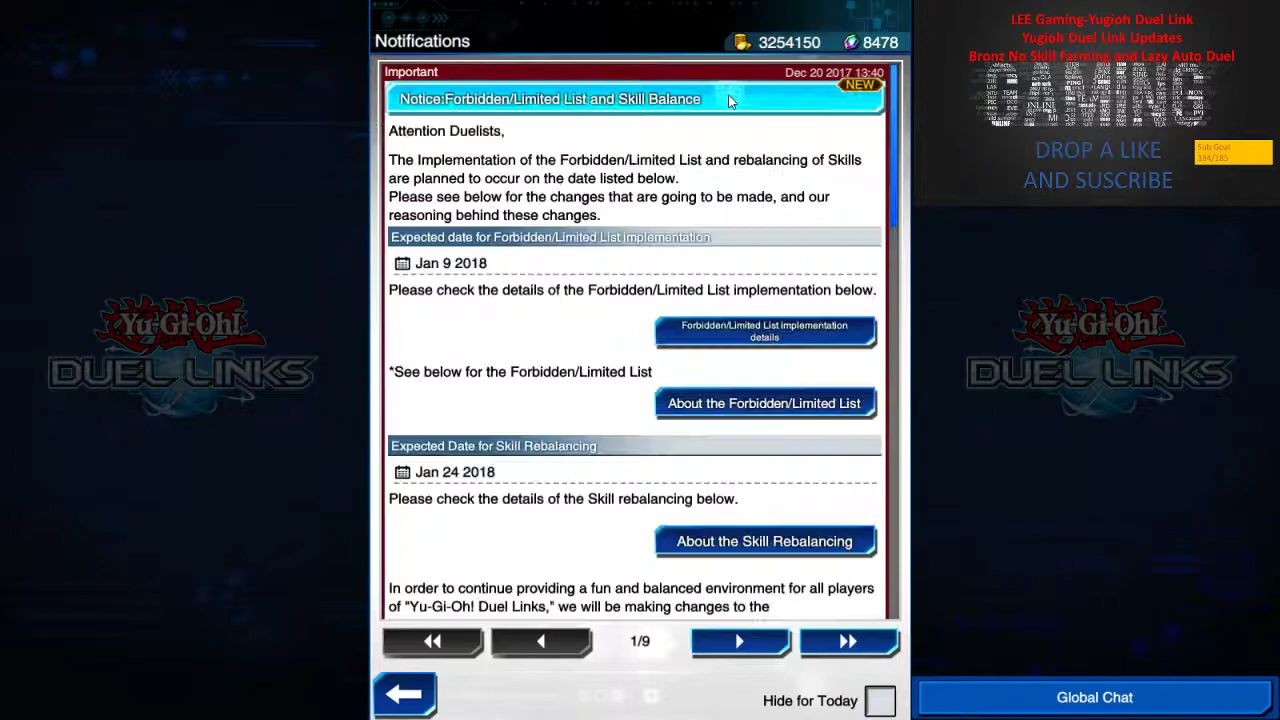 Notifications
3254150
8478
Important
Dec 20 2017 13:40
NEW
Notice:Forbidden/Limited List and Skill Balance
Attention Duelists,
The Implementation of the Forbidden/Limited List and rebalancing of Skills
are planned to occur on the date listed below.
Please see below for the changes that are going to be made, and our
reasoning behind these changes.
Expected date for Forbidden/Limited List implementation
Jan 9 2018
Please check the details of the Forbidden/Limited List implementation below.
Forbidden/Limited List implementation
details
*See below for the Forbidden/Limited List
About the Forbidden/Limited List
Expected Date for Skill Rebalancing
Jan 24 2018
Please check the details of the Skill rebalancing below.
About the Skill Rebalancing
In order to continue providing a fun and balanced environment for all players
of "Yu-Gi-Oh! Duel Links," we will be making changes to the
1/9
Hide for Today
LEE Gaming-Yugioh Duel Link
Yugioh Duel Link Updates
Bronz No Skill Farming and Lazy Auto Duel
DROP A LIKE
AND SUSCRIBE
Sub Goal
184/185
Global Chat
Yu-Gi-Oh!
DUEL LINKS
Yu-Gi-Oh!
DUEL LINKS